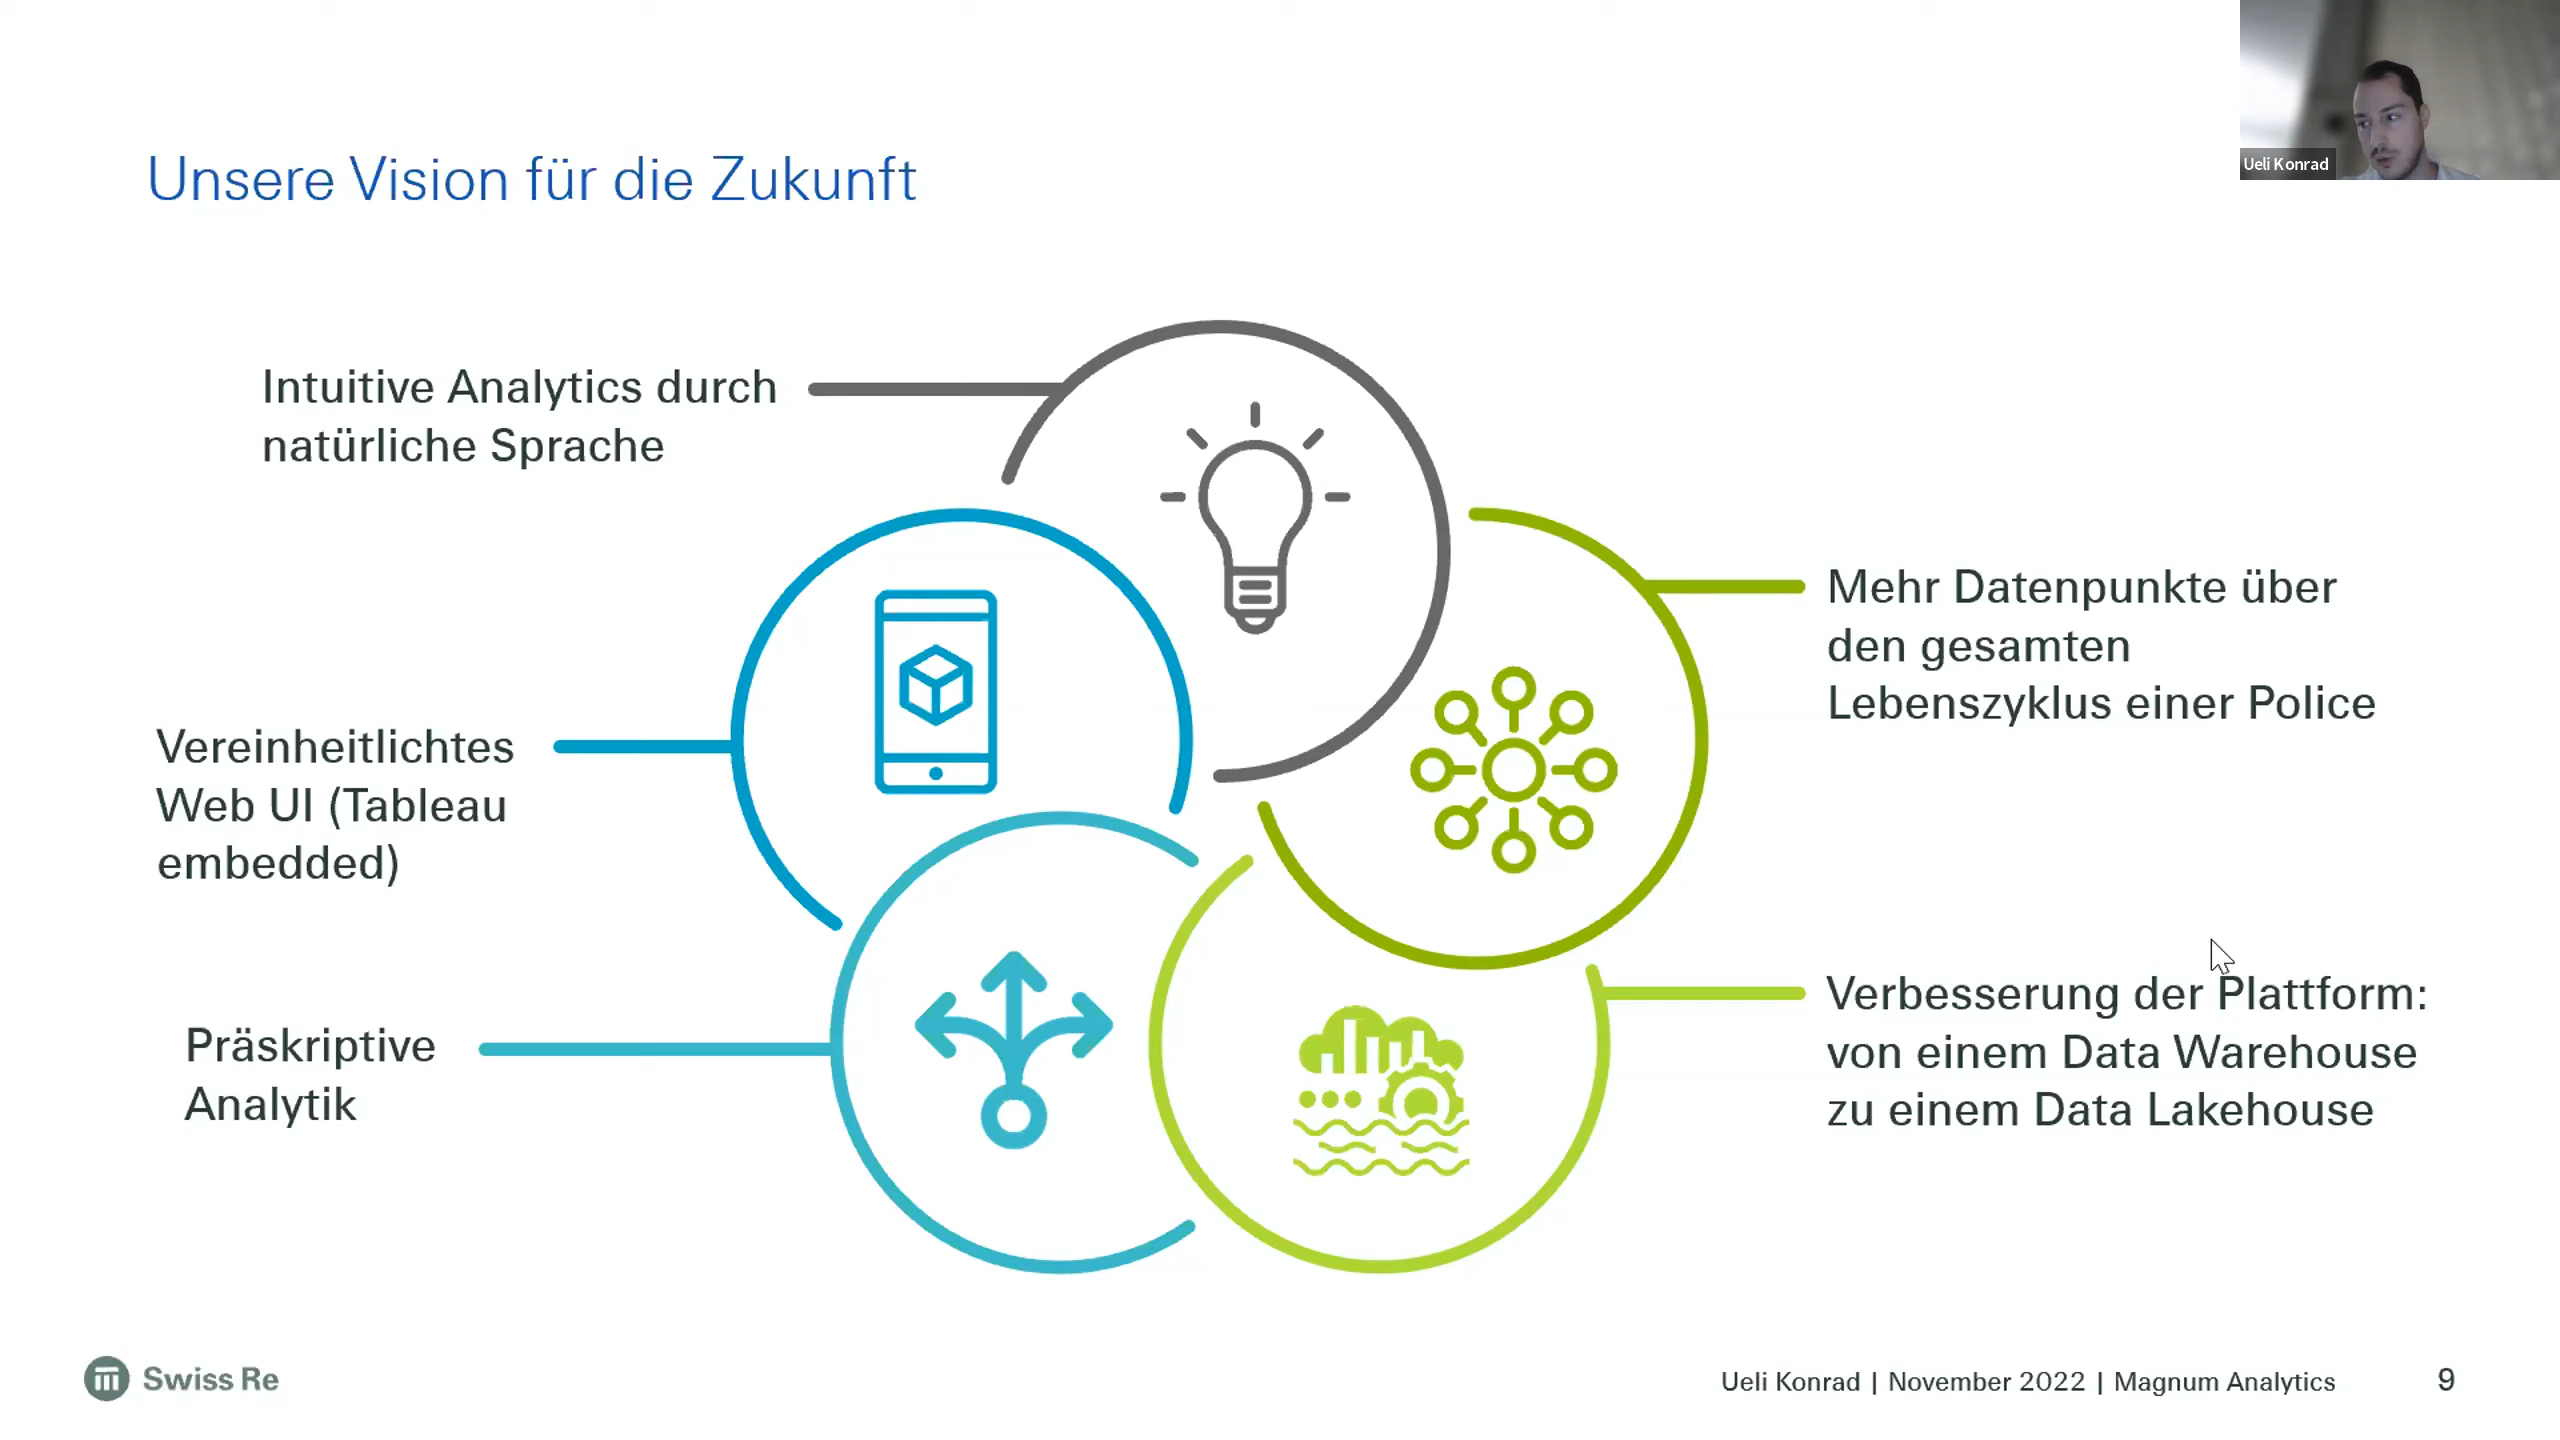 Ueli Konrad
Unsere Vision für die Zukunft
Intuitive Analytics durch
natürliche Sprache
Mehr Datenpunkte über
den gesamten
Lebenszyklus einer Police
Vereinheitlichtes
Web UI (Tableau
embedded)
Verbesserung der Plattform:
von einem Data Warehouse
zu einem Data Lakehouse
Präskriptive
Analytik
Swiss Re
Ueli Konrad | November 2022 | Magnum Analytics
9